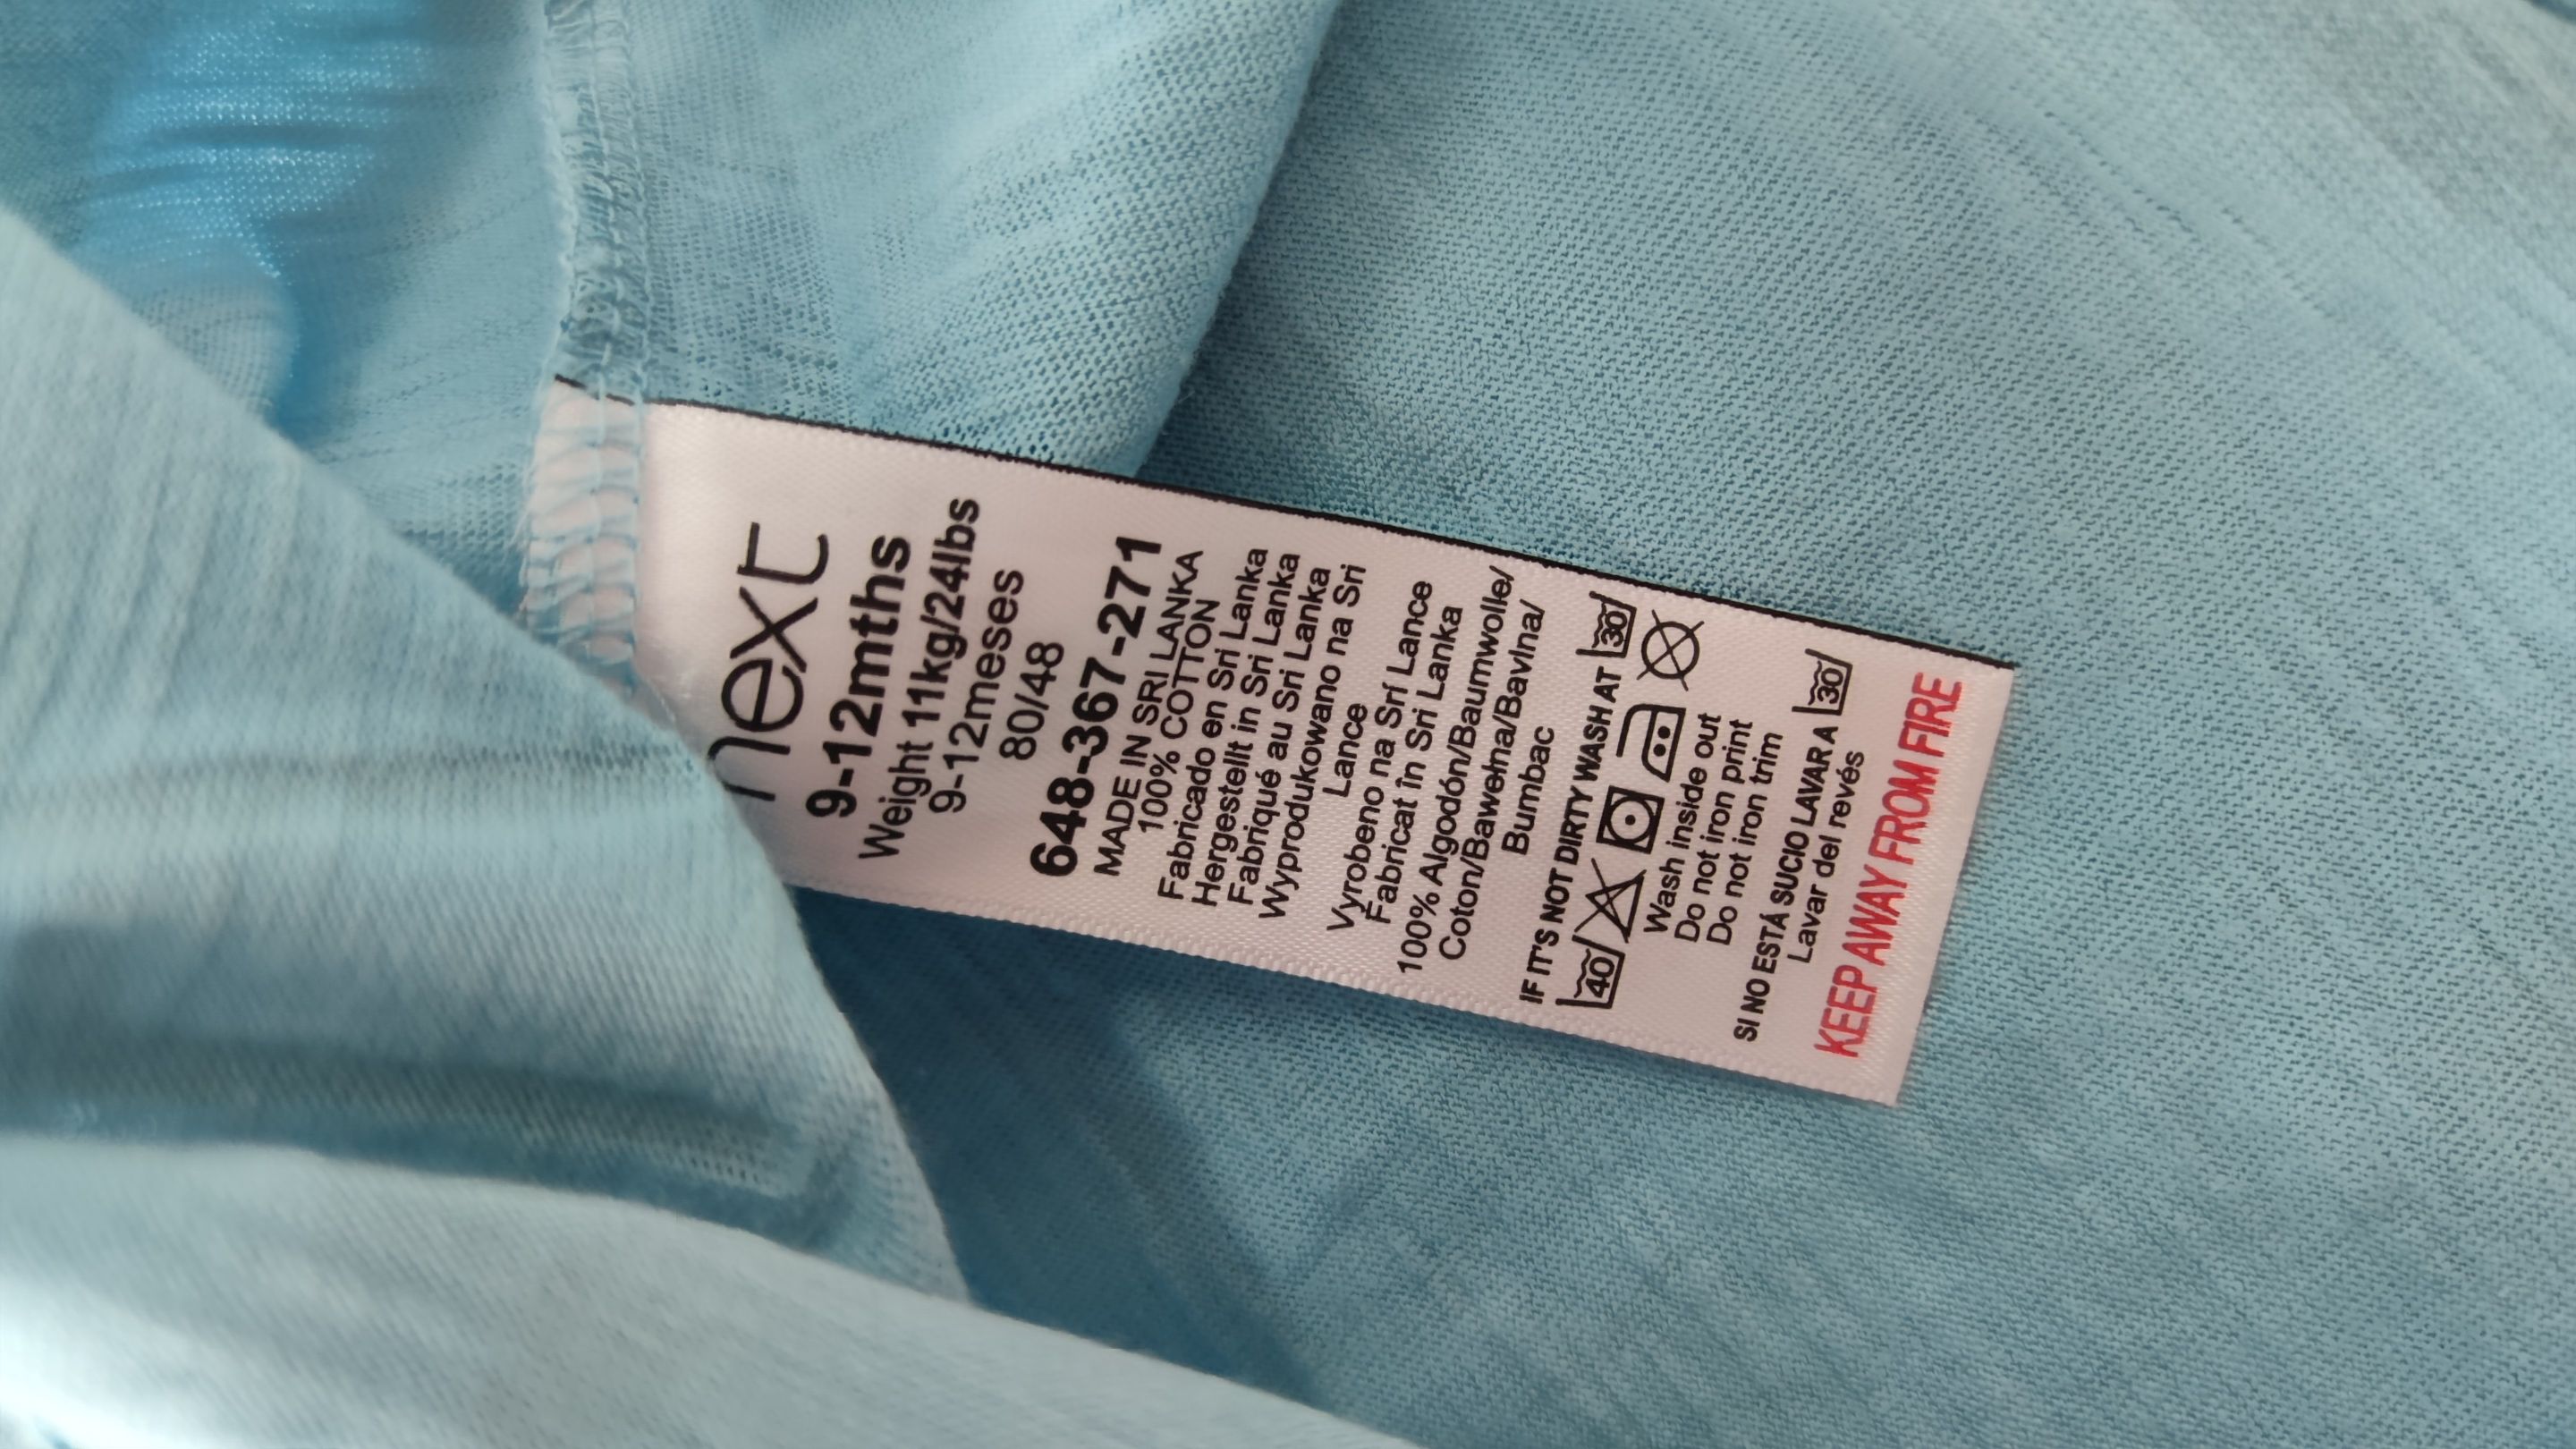 next
9-12mths
Weight 11kg/24lbs
9-12meses
80/48
648-367-271
MADE IN SRI LANKA
100% COTTON
Fabricado en Sri Lanka
Hergestellt in Sri Lanka
Fabriqué au Sri Lanka
Wyprodukowano na Sri
Lance
Vyrobeno na Srí Lance
Fabricat în Sri Lanka
100% Algodón/Baumwolle/
Coton/Bawełna/Bavlna/
Bumbac
IF IT'S NOT DIRTY WASH AT 30
40
Wash inside out
Do not iron print
Do not iron trim
SI NO ESTÁ SUCIO LAVAR A 30
Lavar del revés
KEEP AWAY FROM FIRE